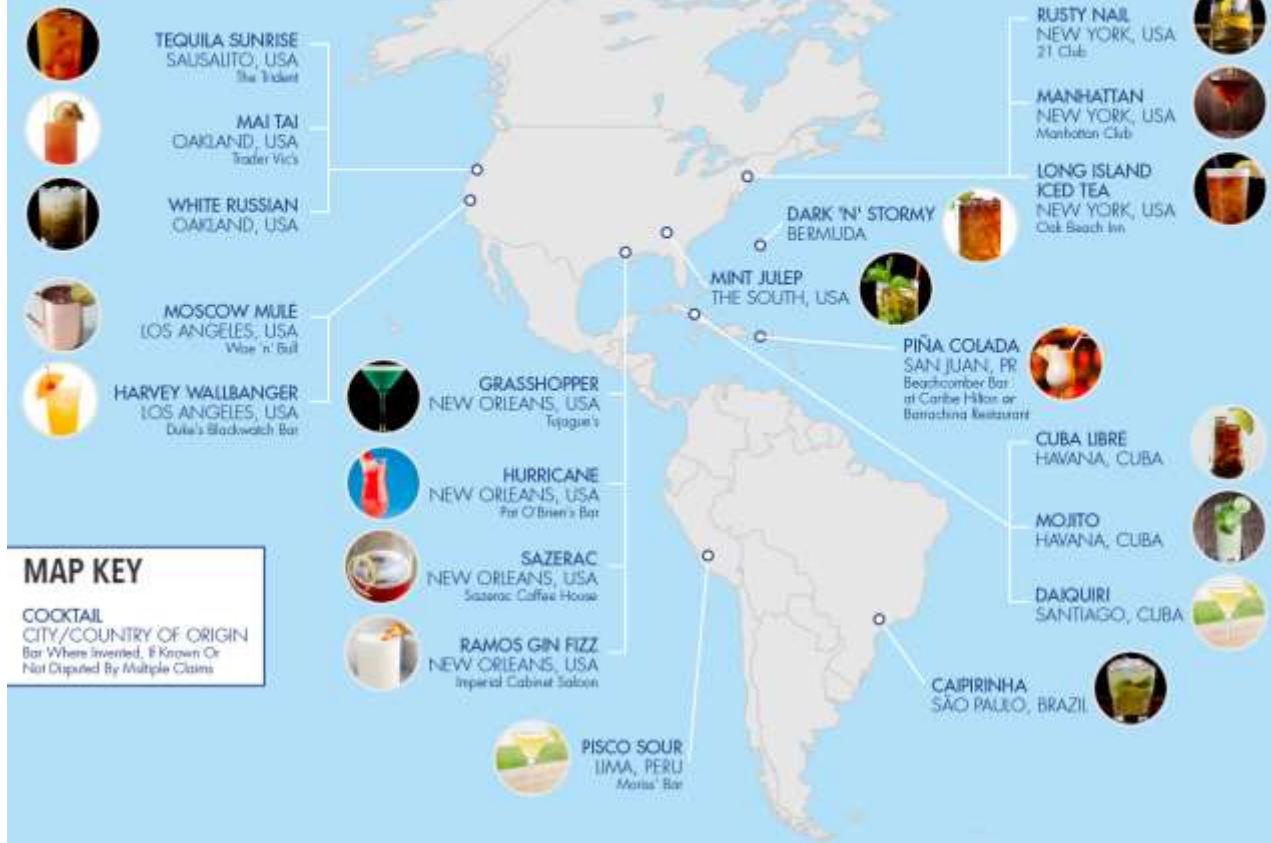 TEQUILA SUNRISE
SAUSALITO, USA
The Trident
MAI TAI
OAKLAND, USA
Trader Vic's
WHITE RUSSIAN
OAKLAND, USA
MOSCOW MULE
LOS ANGELES, USA
Woe 'n' Bull
HARVEY WALLBANGER
LOS ANGELES, USA
Duke's Blackwatch Bar
GRASSHOPPER
NEW ORLEANS, USA
Tujague's
HURRICANE
NEW ORLEANS, USA
Pat O'Brien's Bar
SAZERAC
NEW ORLEANS, USA
Sazerac Coffee House
RAMOS GIN FIZZ
NEW ORLEANS, USA
Imperial Cabinet Saloon
PISCO SOUR
LIMA, PERU
Moriss' Bar
RUSTY NAIL
NEW YORK, USA
21 Club
MANHATTAN
NEW YORK, USA
Manhattan Club
LONG ISLAND
ICED TEA
NEW YORK, USA
Oak Beach Inn
DARK 'N' STORMY
BERMUDA
MINT JULEP
THE SOUTH, USA
PIÑA COLADA
SAN JUAN, PR
Beachcomber Bar
at Caribe Hilton or
Barrachina Restaurant
CUBA LIBRE
HAVANA, CUBA
MOJITO
HAVANA, CUBA
DAIQUIRI
SANTIAGO, CUBA
CAIPIRINHA
SÃO PAULO, BRAZIL
MAP KEY
COCKTAIL
CITY/COUNTRY OF ORIGIN
Bar Where Invented, If Known Or
Not Disputed By Multiple Claims